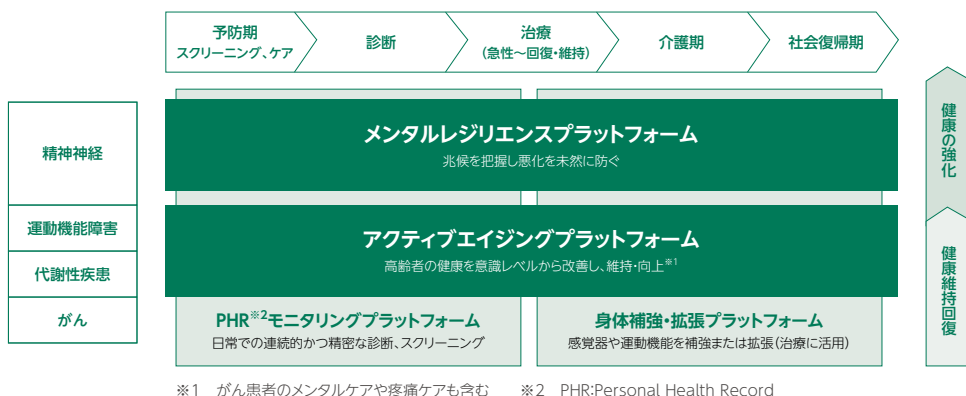 予防期
スクリーニング、ケア
診断
治療
(急性～回復・維持)
介護期
社会復帰期
精神神経
運動機能障害
代謝性疾患
がん
メンタルレジリエンスプラットフォーム
兆候を把握し悪化を未然に防ぐ
アクティブエイジングプラットフォーム
高齢者の健康を意識レベルから改善し、維持・向上※1
PHR※2モニタリングプラットフォーム
日常での連続的かつ精密な診断、スクリーニング
身体補強・拡張プラットフォーム
感覚器や運動機能を補強または拡張(治療に活用)
健康の強化
健康維持回復
※1 がん患者のメンタルケアや疼痛ケアも含む ※2 PHR:Personal Health Record